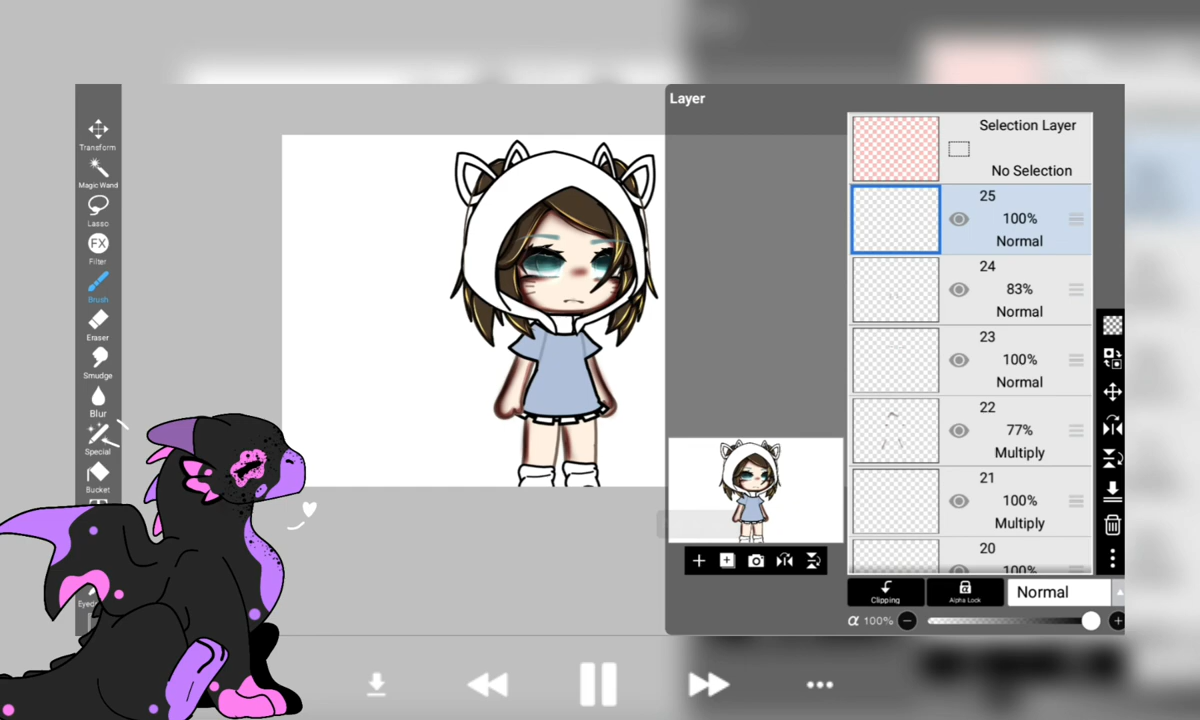 Layer
Transform
Magic Wand
Lasso
FX
Filter
Brush
Eraser
Smudge
Blur
Special
Bucket
Selection Layer
No Selection
25
100%
Normal
24
83%
Normal
23
100%
Normal
22
77%
Multiply
21
100%
Multiply
20
100%
Clipping
Alpha Lock
Normal
α 100%